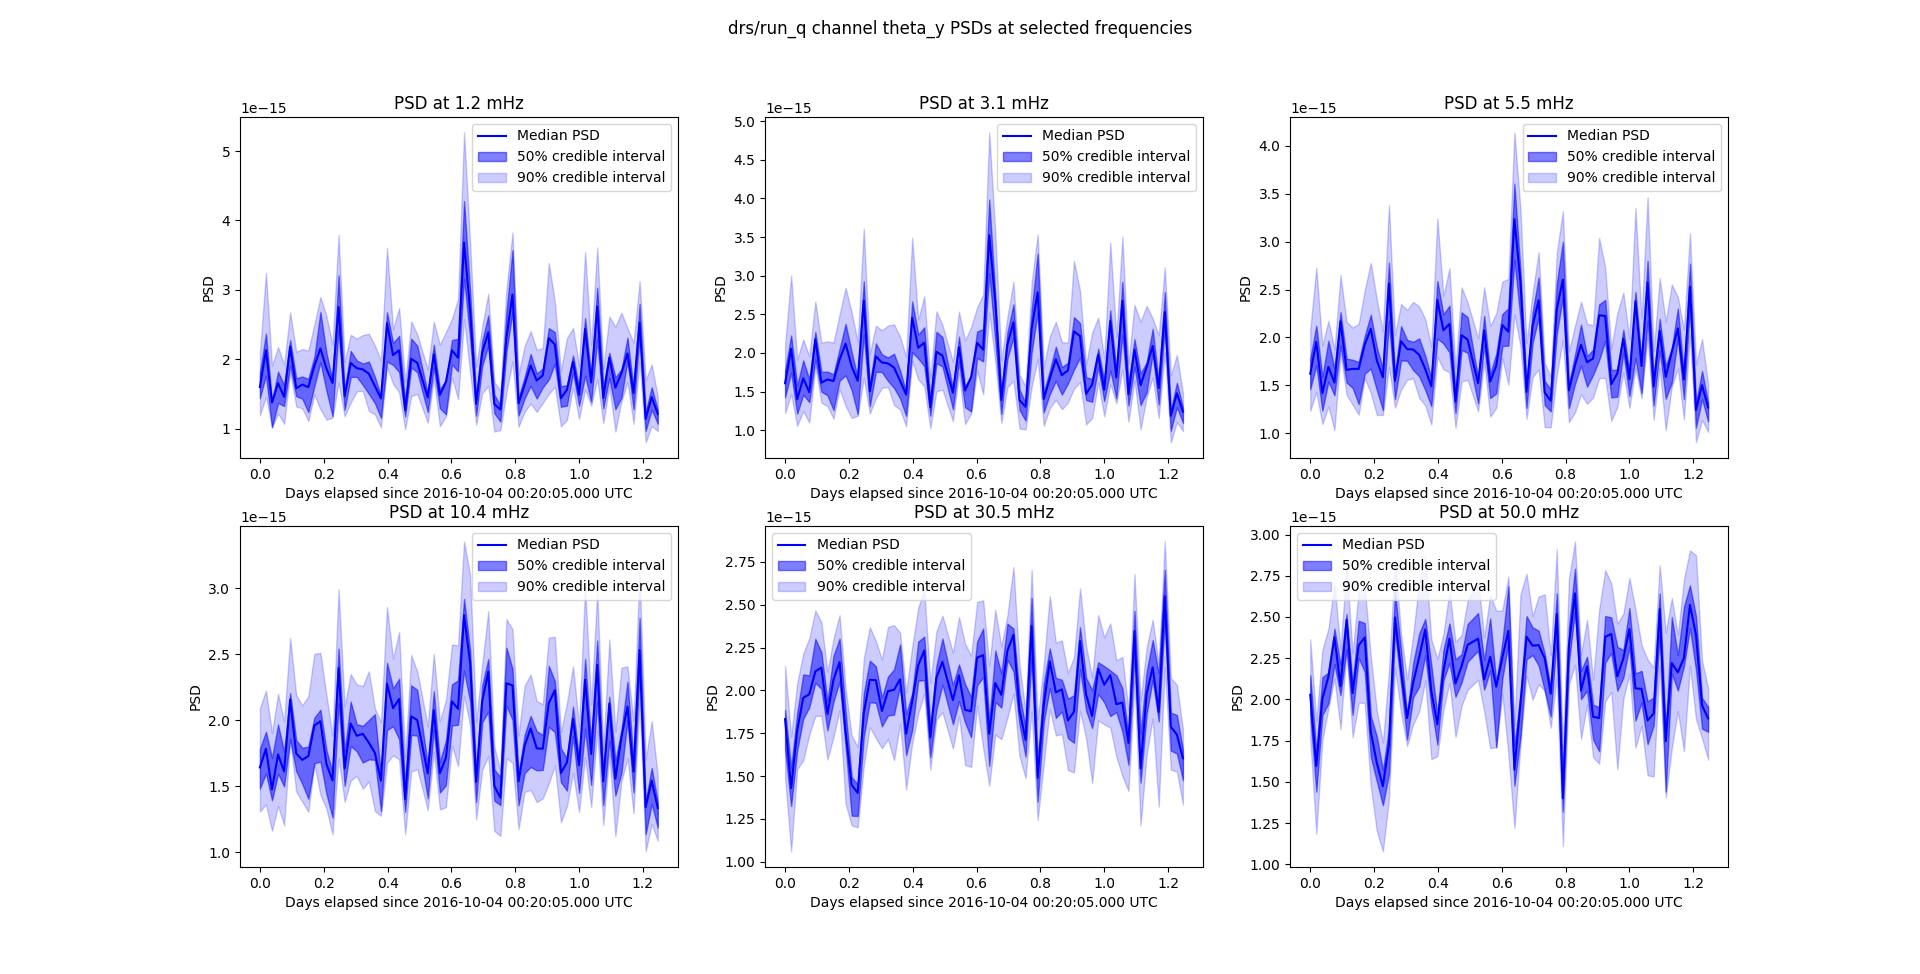 drs/run_q channel theta_y PSDs at selected frequencies
PSD at 1.2 mHz
1e−15
Median PSD
50% credible interval
90% credible interval
5
4
3
2
1
PSD
0.0 0.2 0.4 0.6 0.8 1.0 1.2
Days elapsed since 2016-10-04 00:20:05.000 UTC
PSD at 3.1 mHz
1e−15
Median PSD
50% credible interval
90% credible interval
5.0
4.5
4.0
3.5
3.0
2.5
2.0
1.5
1.0
PSD
0.0 0.2 0.4 0.6 0.8 1.0 1.2
Days elapsed since 2016-10-04 00:20:05.000 UTC
PSD at 5.5 mHz
1e−15
Median PSD
50% credible interval
90% credible interval
4.0
3.5
3.0
2.5
2.0
1.5
1.0
PSD
0.0 0.2 0.4 0.6 0.8 1.0 1.2
Days elapsed since 2016-10-04 00:20:05.000 UTC
PSD at 10.4 mHz
1e−15
Median PSD
50% credible interval
90% credible interval
3.0
2.5
2.0
1.5
1.0
PSD
0.0 0.2 0.4 0.6 0.8 1.0 1.2
Days elapsed since 2016-10-04 00:20:05.000 UTC
PSD at 30.5 mHz
1e−15
Median PSD
50% credible interval
90% credible interval
2.75
2.50
2.25
2.00
1.75
1.50
1.25
1.00
PSD
0.0 0.2 0.4 0.6 0.8 1.0 1.2
Days elapsed since 2016-10-04 00:20:05.000 UTC
PSD at 50.0 mHz
1e−15
Median PSD
50% credible interval
90% credible interval
3.00
2.75
2.50
2.25
2.00
1.75
1.50
1.25
1.00
PSD
0.0 0.2 0.4 0.6 0.8 1.0 1.2
Days elapsed since 2016-10-04 00:20:05.000 UTC